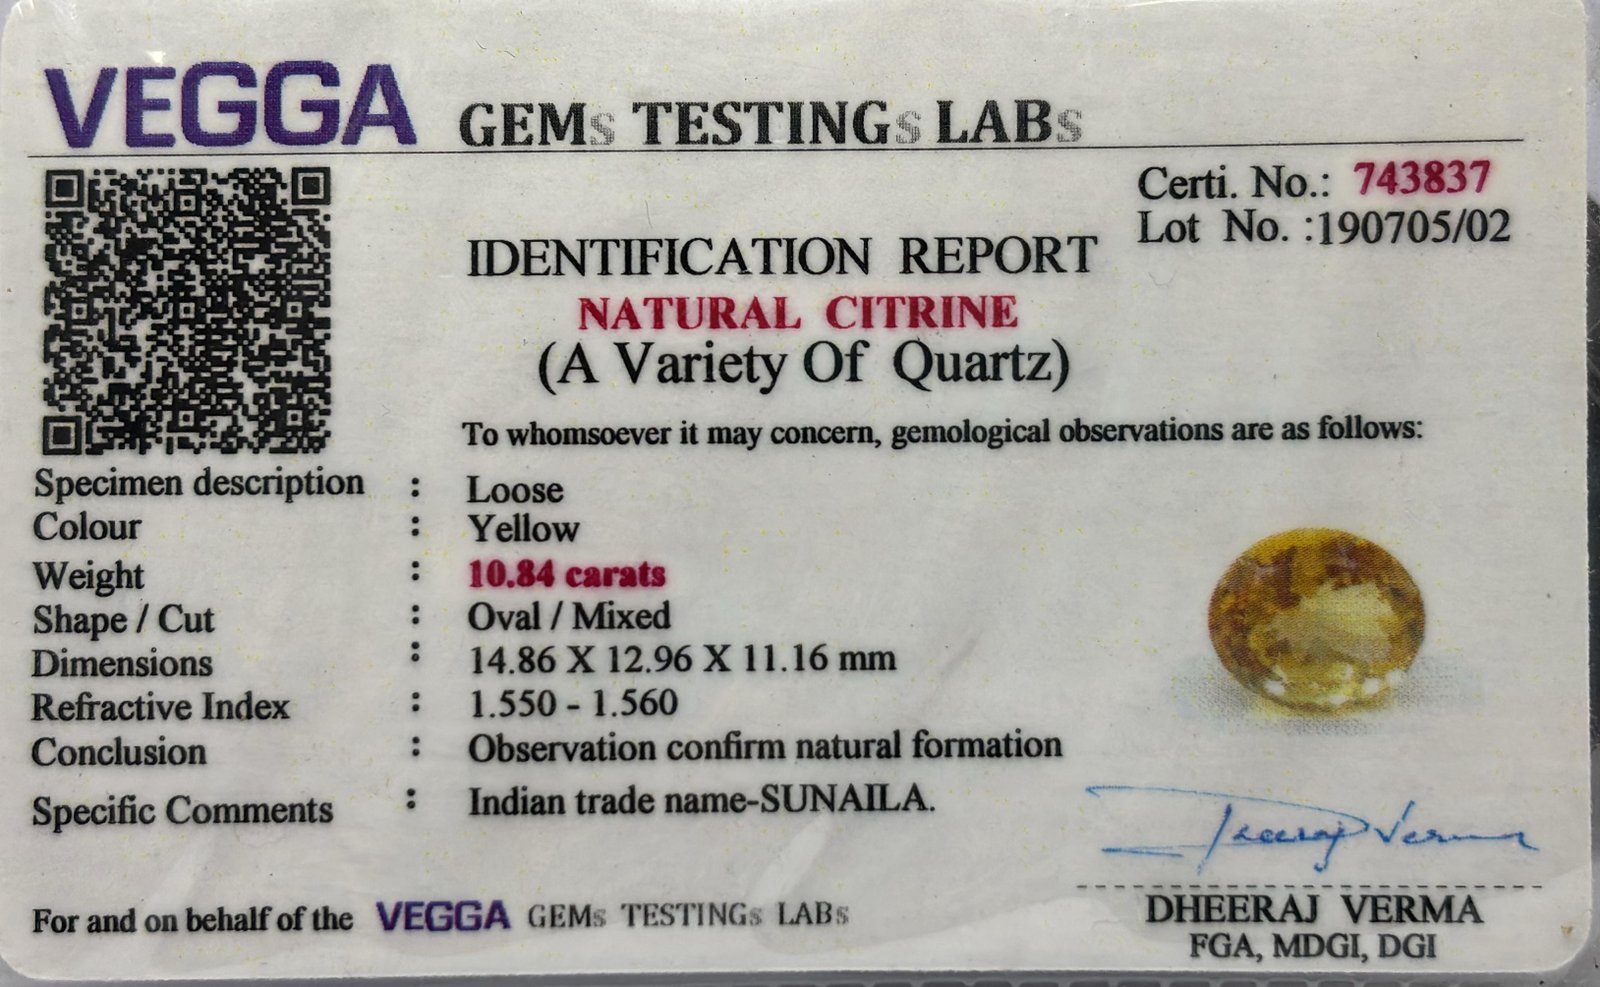 VEGGA GEMs TESTINGs LABs
Certi. No.: 743837
Lot No. :190705/02
IDENTIFICATION REPORT
NATURAL CITRINE
(A Variety Of Quartz)
To whomsoever it may concern, gemological observations are as follows:
Specimen description : Loose
Colour : Yellow
Weight : 10.84 carats
Shape / Cut : Oval / Mixed
Dimensions : 14.86 X 12.96 X 11.16 mm
Refractive Index : 1.550 - 1.560
Conclusion : Observation confirm natural formation
Specific Comments : Indian trade name-SUNAILA.
Dheeraj Verma
For and on behalf of the VEGGA GEMs TESTINGs LABs
DHEERAJ VERMA
FGA, MDGI, DGI